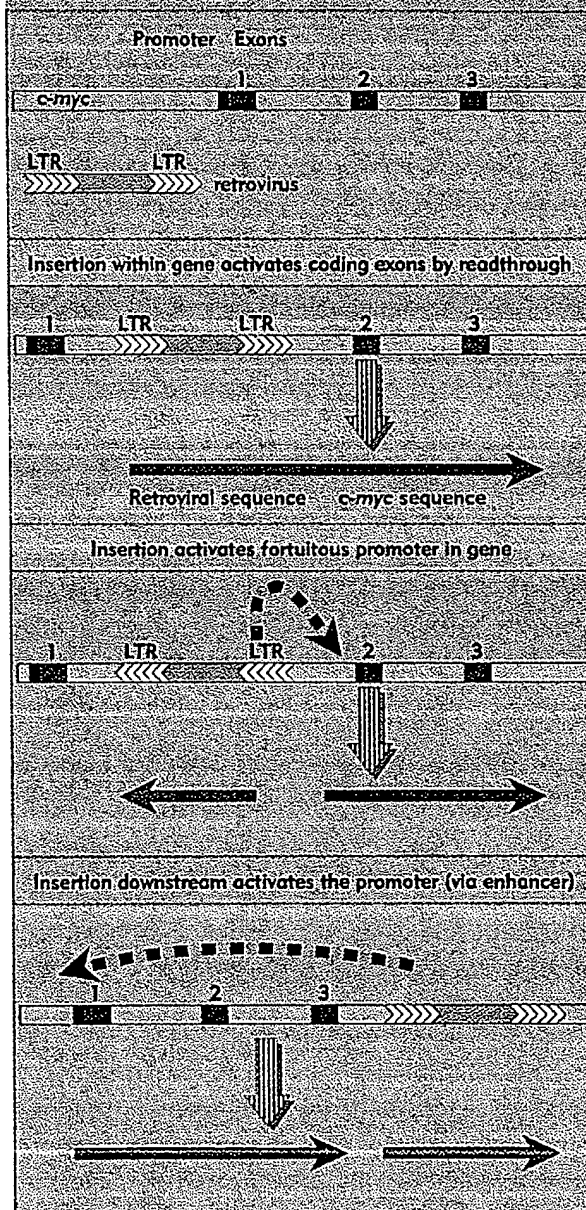 Promoter Exons
1 2 3
c-myc
LTR LTR
retrovirus
Insertion within gene activates coding exons by readthrough
1 LTR LTR 2 3
Retroviral sequence c-myc sequence
Insertion activates fortuitous promoter in gene
1 LTR LTR 2 3
Insertion downstream activates the promoter (via enhancer)
1 2 3